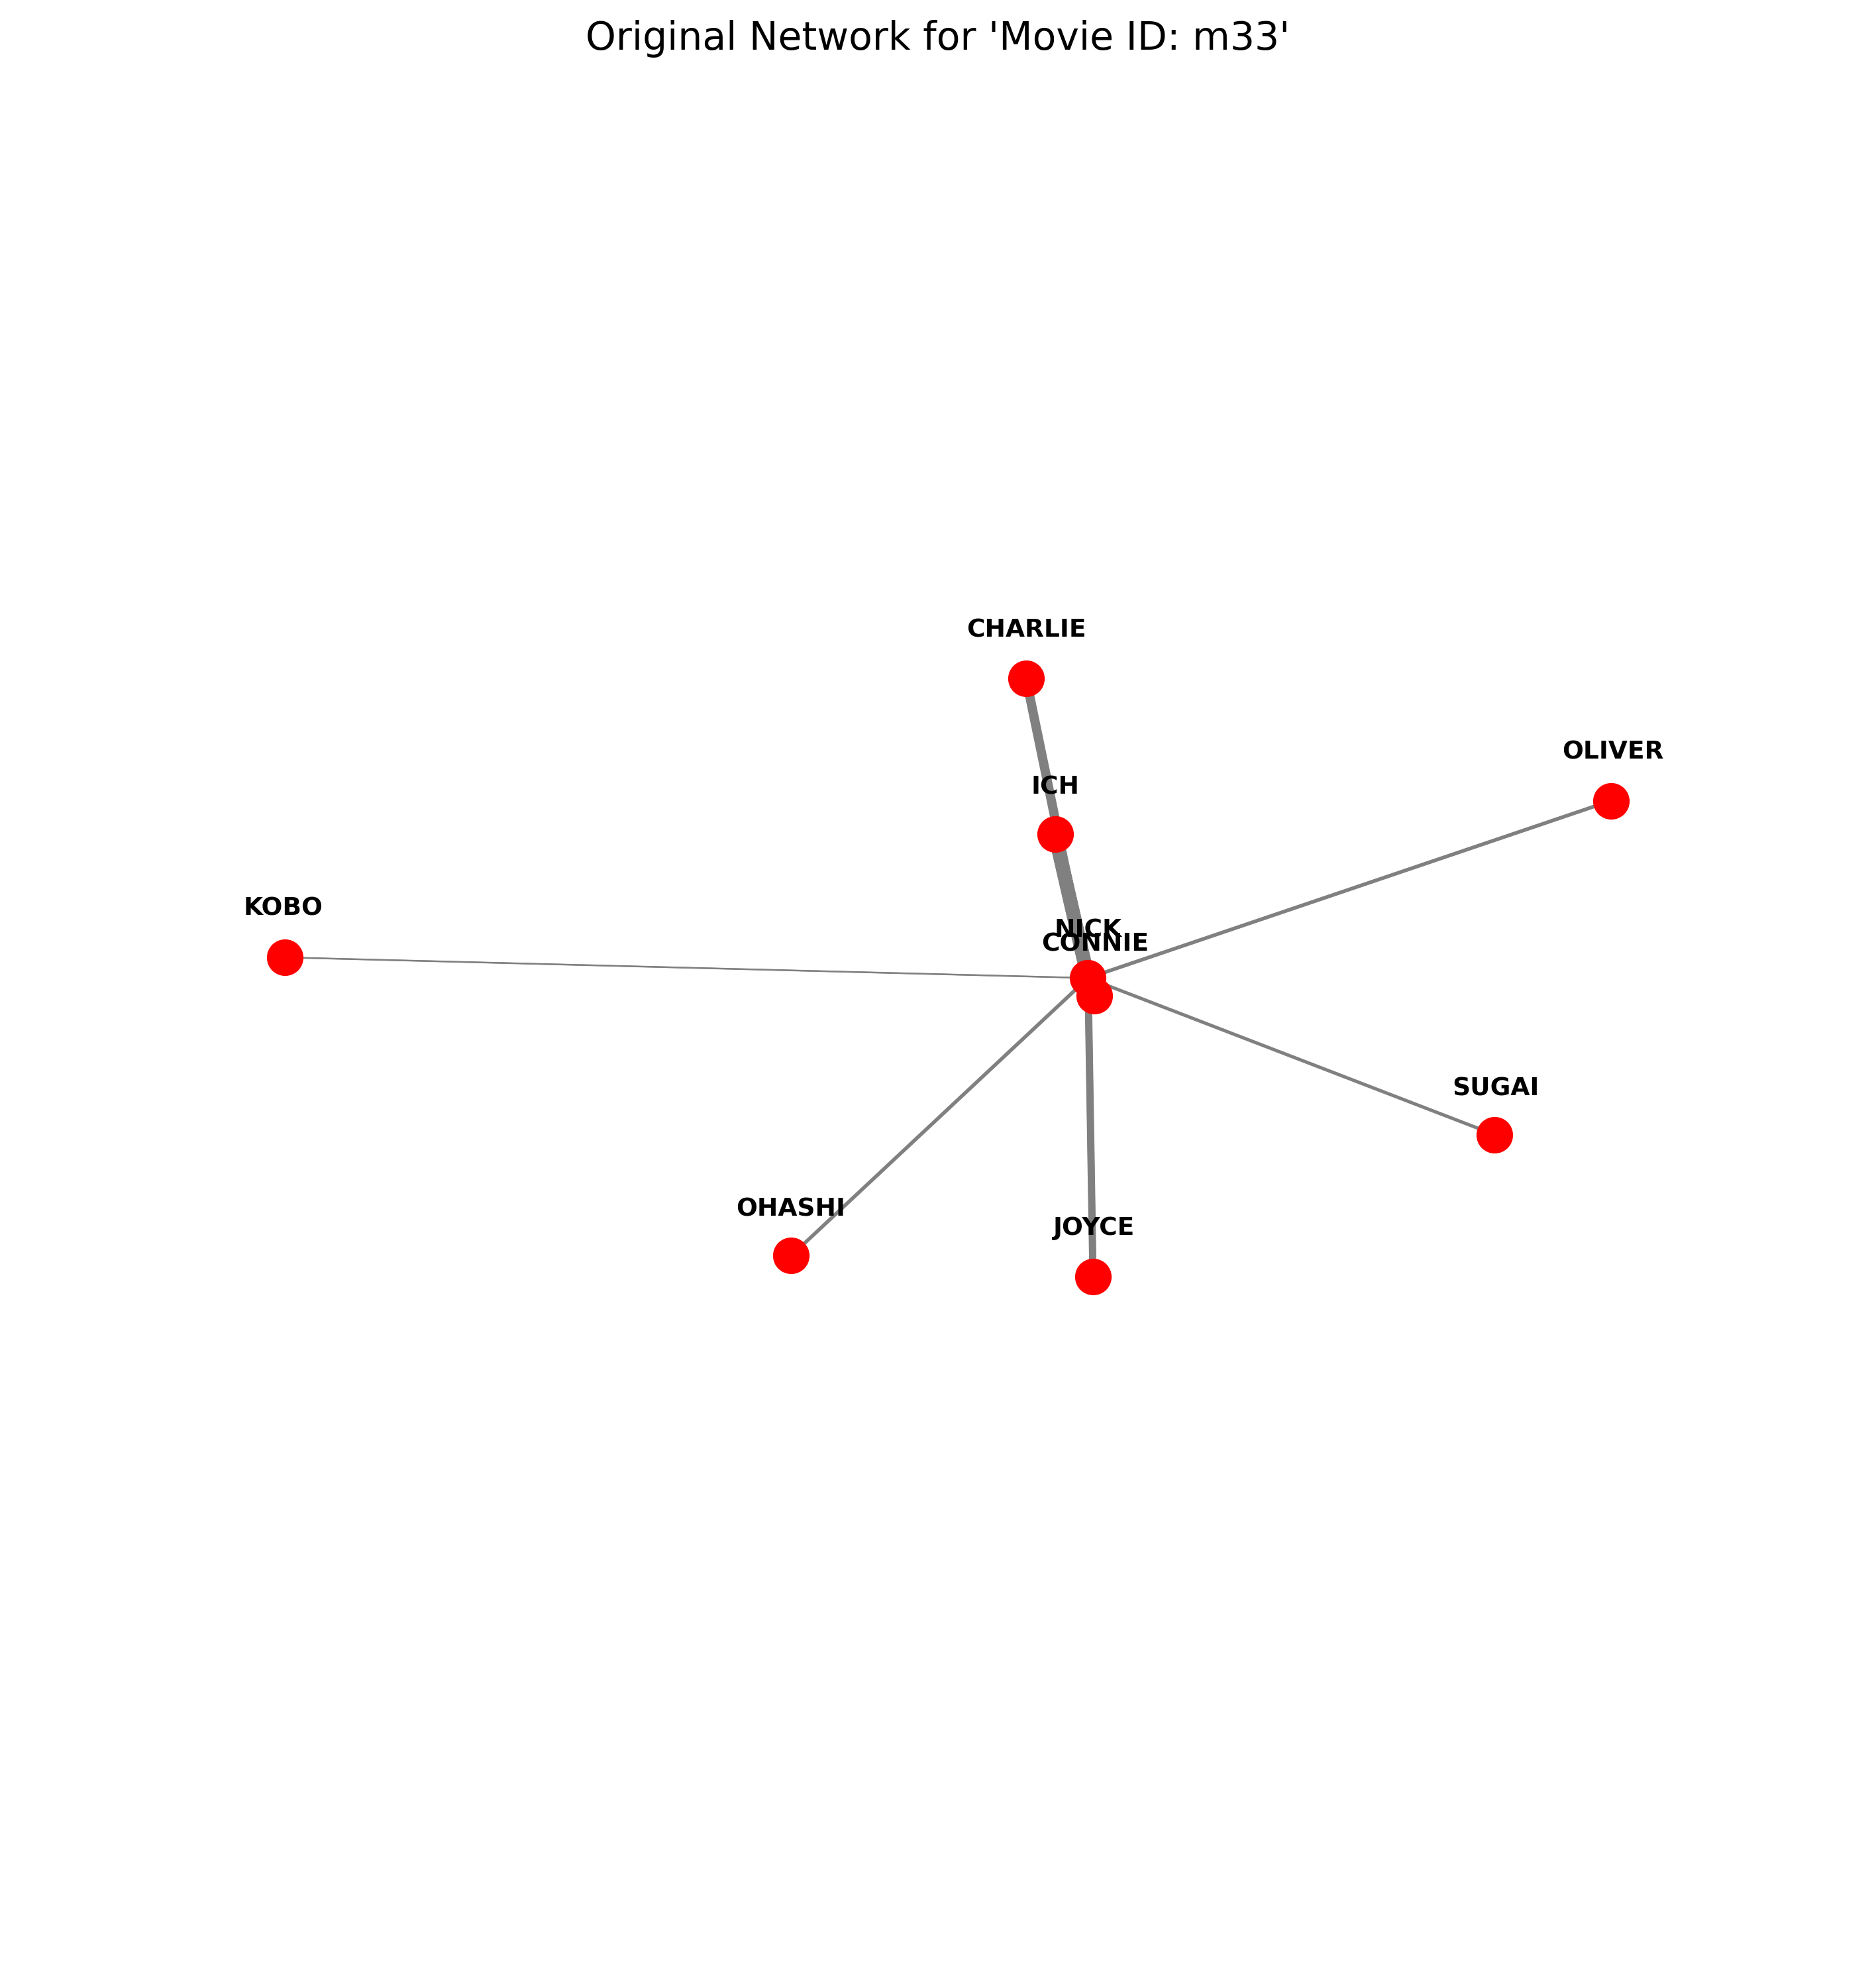 Original Network for 'Movie ID: m33'
CHARLIE
OLIVER
ICH
KOBO
NICK
CONNIE
SUGAI
OHASHI
JOYCE